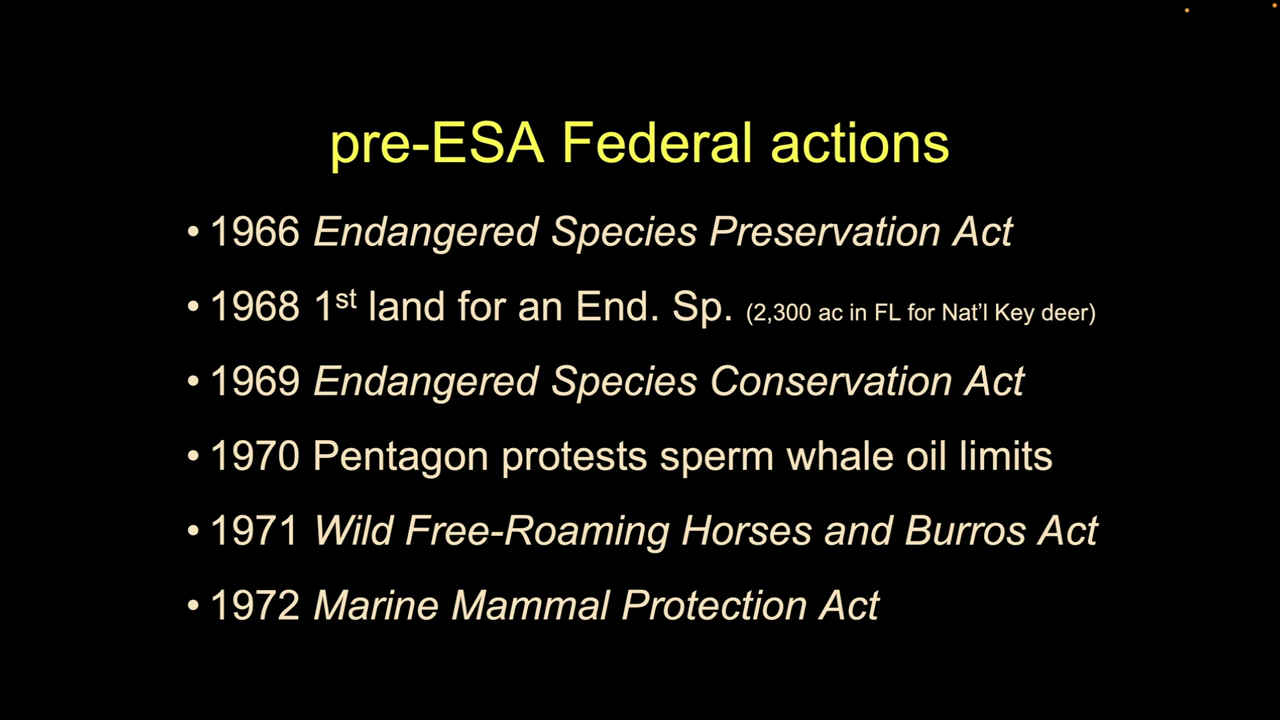 pre-ESA Federal actions
• 1966 Endangered Species Preservation Act
• 1968 1st land for an End. Sp. (2,300 ac in FL for Nat’l Key deer)
• 1969 Endangered Species Conservation Act
• 1970 Pentagon protests sperm whale oil limits
• 1971 Wild Free-Roaming Horses and Burros Act
• 1972 Marine Mammal Protection Act